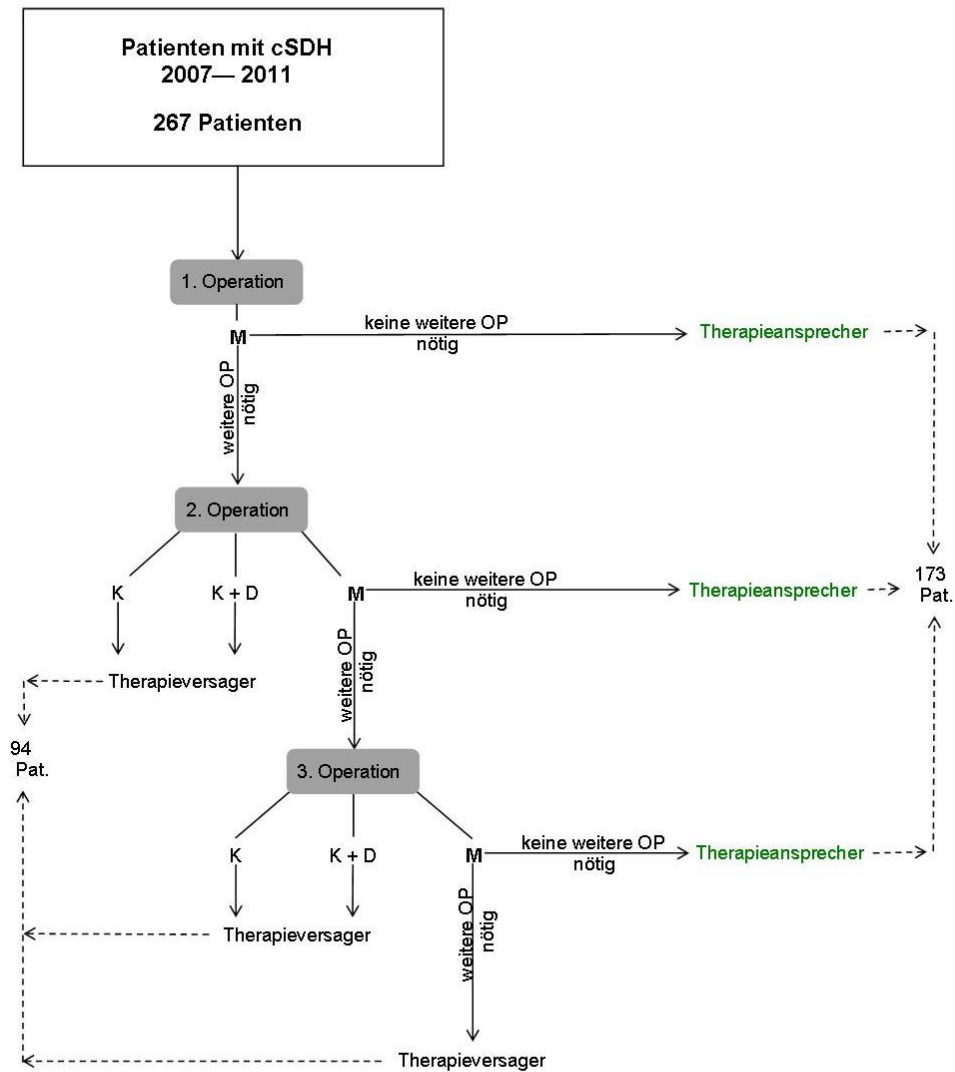 Patienten mit cSDH
2007— 2011
267 Patienten
1. Operation
M
keine weitere OP
nötig
Therapieansprecher
weitere OP
nötig
2. Operation
K
K + D
M
keine weitere OP
nötig
Therapieansprecher
173
Pat.
Therapieversager
weitere OP
nötig
94
Pat.
3. Operation
K
K + D
M
keine weitere OP
nötig
Therapieansprecher
Therapieversager
weitere OP
nötig
Therapieversager